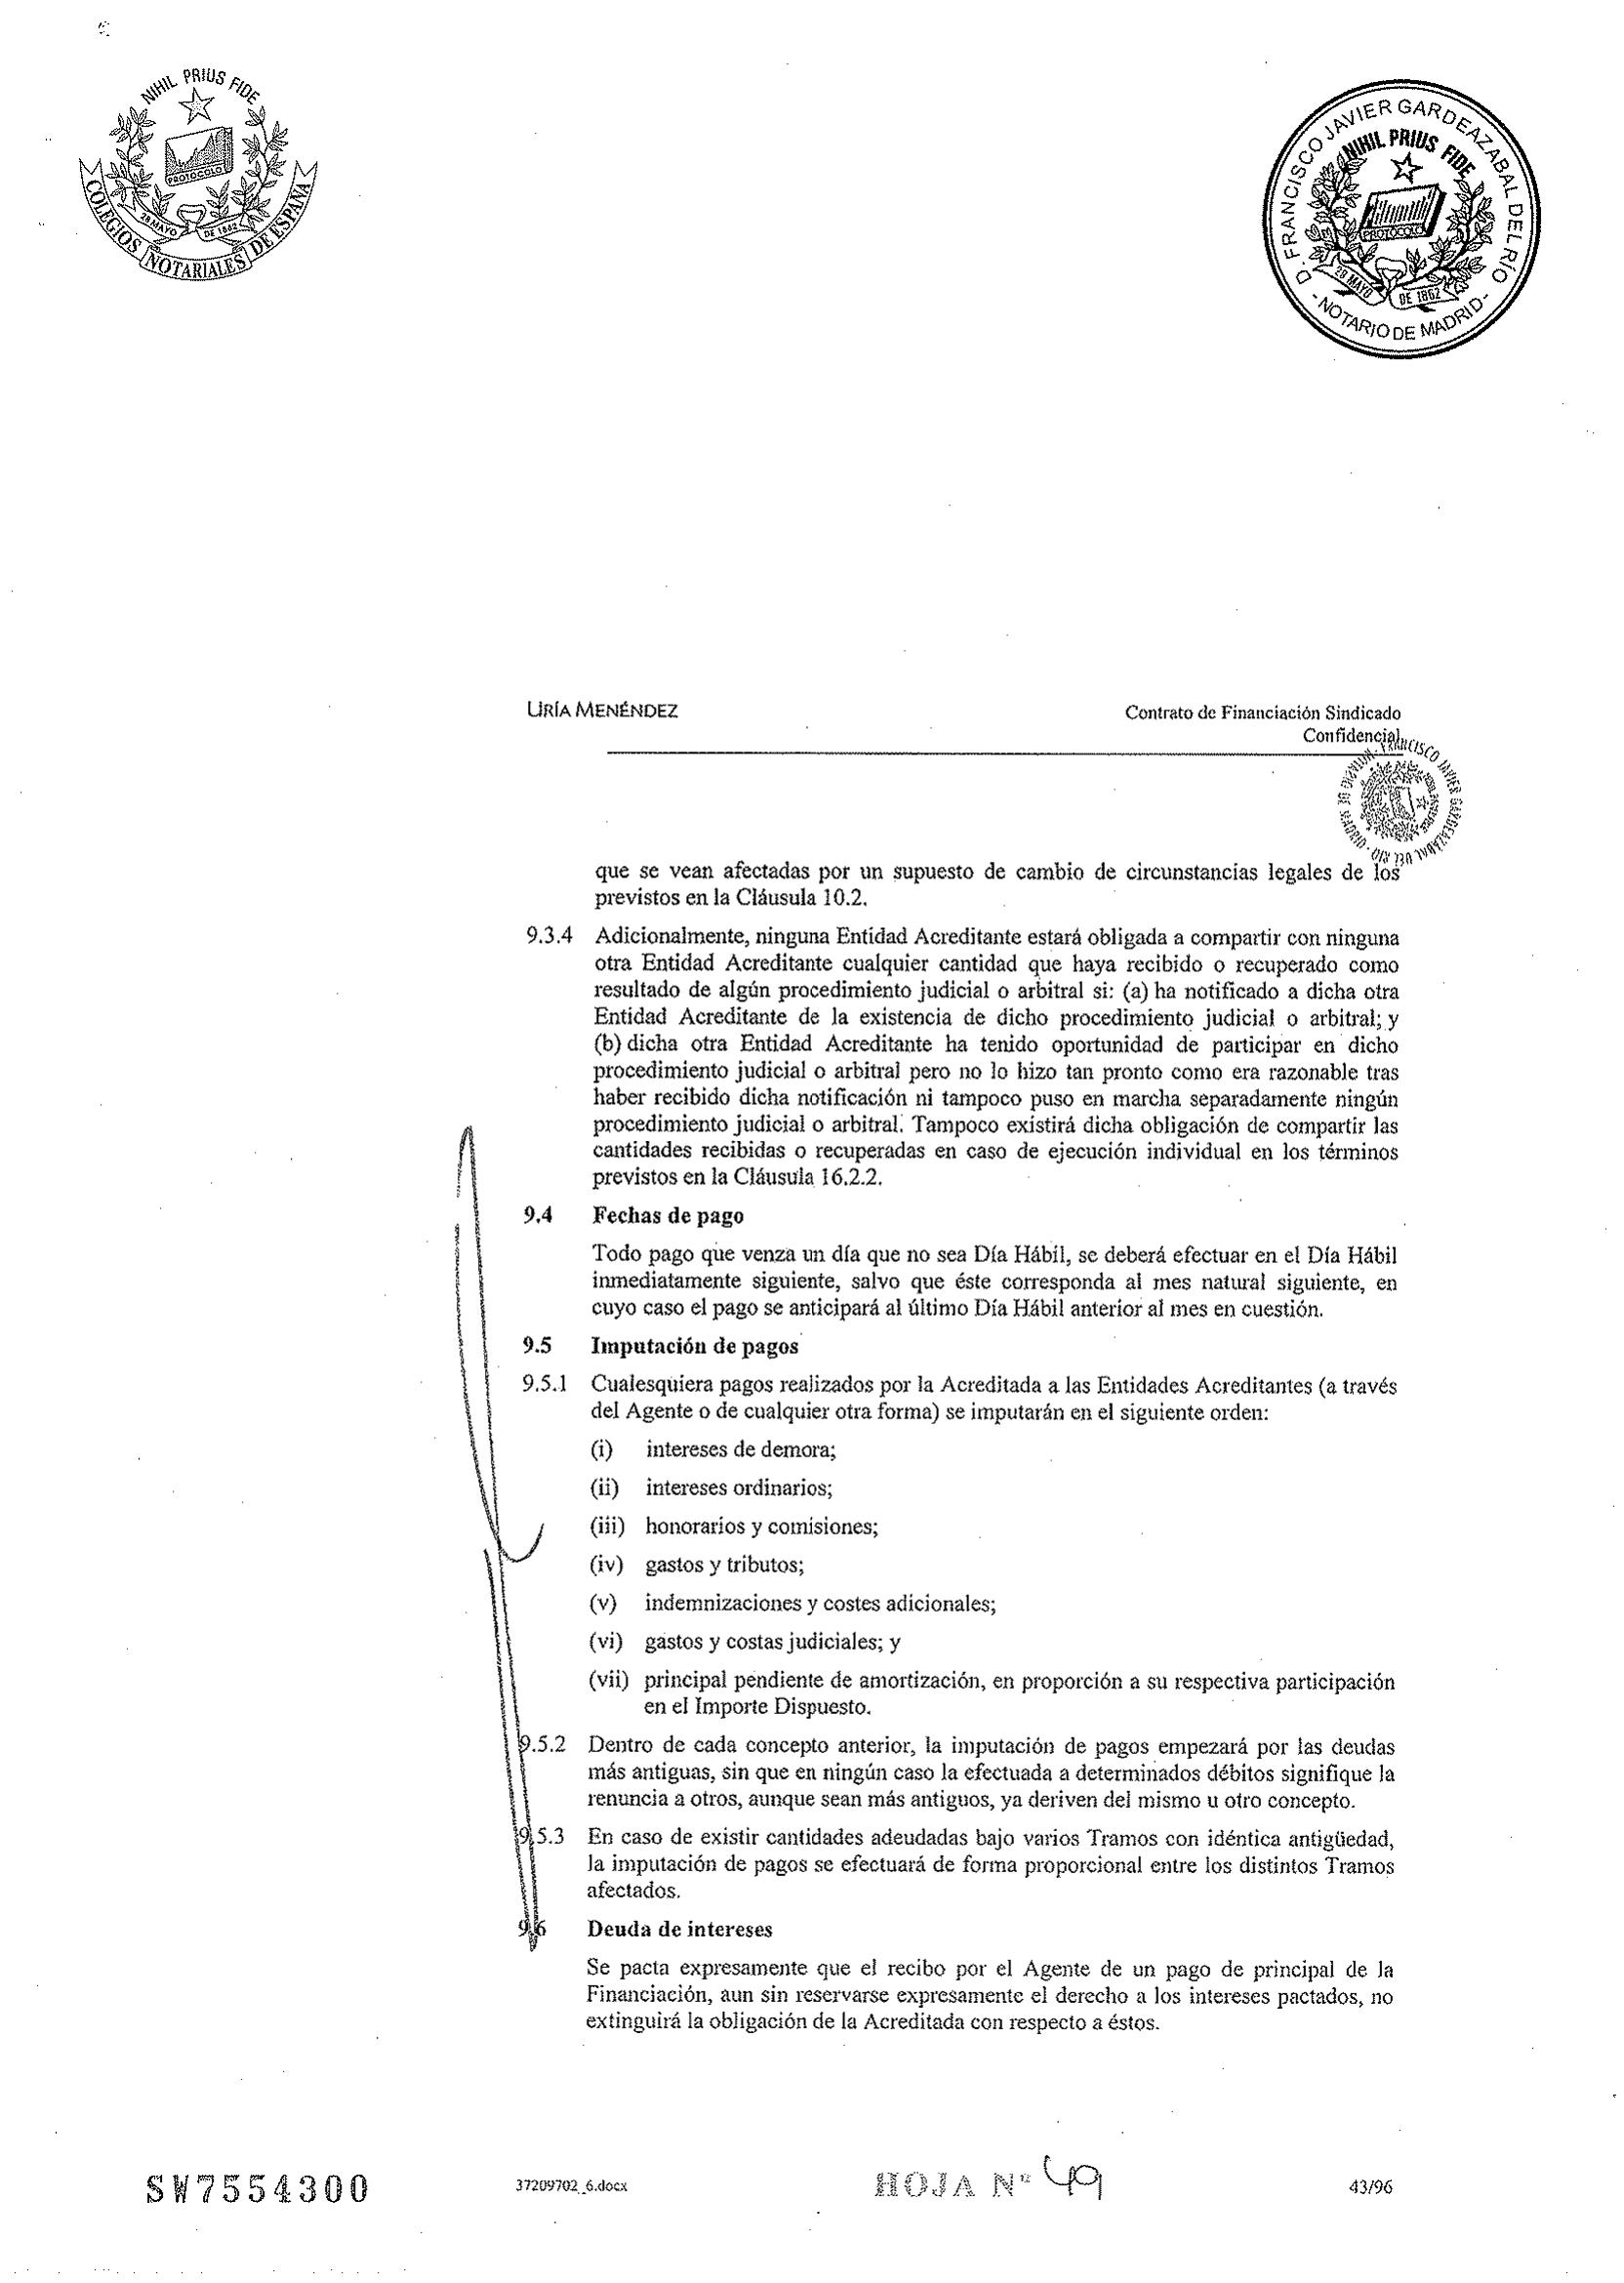 NIHIL PRIUS FIDE
PROTOCOLO
28 MAYO DE 1862
COLEGIOS NOTARIALES DE ESPAÑA
D. FRANCISCO JAVIER GARDEAZABAL DEL RÍO
NIHIL PRIUS FIDE
PROTOCOLO
28 MAYO DE 1862
- NOTARIO DE MADRID -
URÍA MENÉNDEZ
Contrato de Financiación Sindicado
Confidencial
FRANCISCO JAVIER GARDEAZABAL DEL RIO
que se vean afectadas por un supuesto de cambio de circunstancias legales de los
previstos en la Cláusula 10.2.
9.3.4 Adicionalmente, ninguna Entidad Acreditante estará obligada a compartir con ninguna
otra Entidad Acreditante cualquier cantidad que haya recibido o recuperado como
resultado de algún procedimiento judicial o arbitral si: (a) ha notificado a dicha otra
Entidad Acreditante de la existencia de dicho procedimiento judicial o arbitral; y
(b) dicha otra Entidad Acreditante ha tenido oportunidad de participar en dicho
procedimiento judicial o arbitral pero no lo hizo tan pronto como era razonable tras
haber recibido dicha notificación ni tampoco puso en marcha separadamente ningún
procedimiento judicial o arbitral. Tampoco existirá dicha obligación de compartir las
cantidades recibidas o recuperadas en caso de ejecución individual en los términos
previstos en la Cláusula 16.2.2.
9.4 Fechas de pago
Todo pago que venza un día que no sea Día Hábil, se deberá efectuar en el Día Hábil
inmediatamente siguiente, salvo que éste corresponda al mes natural siguiente, en
cuyo caso el pago se anticipará al último Día Hábil anterior al mes en cuestión.
9.5 Imputación de pagos
9.5.1 Cualesquiera pagos realizados por la Acreditada a las Entidades Acreditantes (a través
del Agente o de cualquier otra forma) se imputarán en el siguiente orden:
(i) intereses de demora;
(ii) intereses ordinarios;
(iii) honorarios y comisiones;
(iv) gastos y tributos;
(v) indemnizaciones y costes adicionales;
(vi) gastos y costas judiciales; y
(vii) principal pendiente de amortización, en proporción a su respectiva participación
en el Importe Dispuesto.
9.5.2 Dentro de cada concepto anterior, la imputación de pagos empezará por las deudas
más antiguas, sin que en ningún caso la efectuada a determinados débitos signifique la
renuncia a otros, aunque sean más antiguos, ya deriven del mismo u otro concepto.
9.5.3 En caso de existir cantidades adeudadas bajo varios Tramos con idéntica antigüedad,
la imputación de pagos se efectuará de forma proporcional entre los distintos Tramos
afectados.
9.6 Deuda de intereses
Se pacta expresamente que el recibo por el Agente de un pago de principal de la
Financiación, aun sin reservarse expresamente el derecho a los intereses pactados, no
extinguirá la obligación de la Acreditada con respecto a éstos.
SW7554300
37209702_6.docx
HOJA Nº 49
43/96